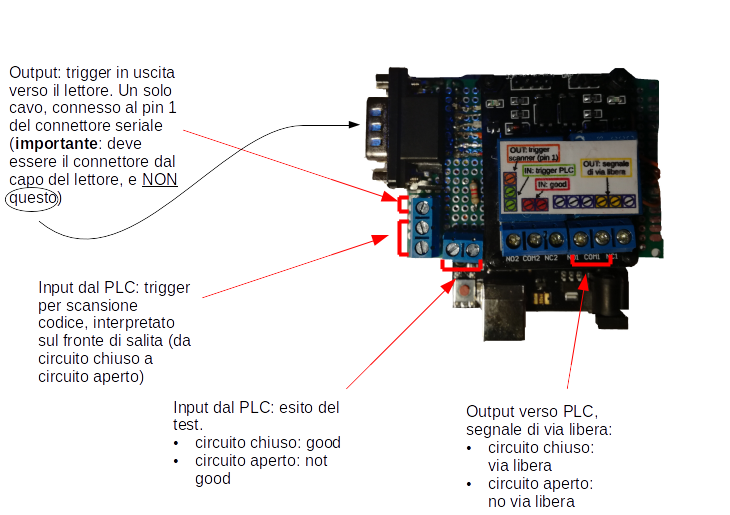 Output: trigger in uscita
verso il lettore. Un solo
cavo, connesso al pin 1
del connettore seriale
(importante: deve
essere il connettore dal
capo del lettore, e NON
questo)
OUT: trigger
scanner (pin 1)
IN: trigger PLC
IN: good
OUT: segnale
di via libera
NO2 COM2 NC2 NO1 COM1 NC1
Input dal PLC: trigger
per scansione
codice, interpretato
sul fronte di salita (da
circuito chiuso a
circuito aperto)
Input dal PLC: esito del
test.
• circuito chiuso: good
• circuito aperto: not
good
Output verso PLC,
segnale di via libera:
• circuito chiuso:
via libera
• circuito aperto:
no via libera